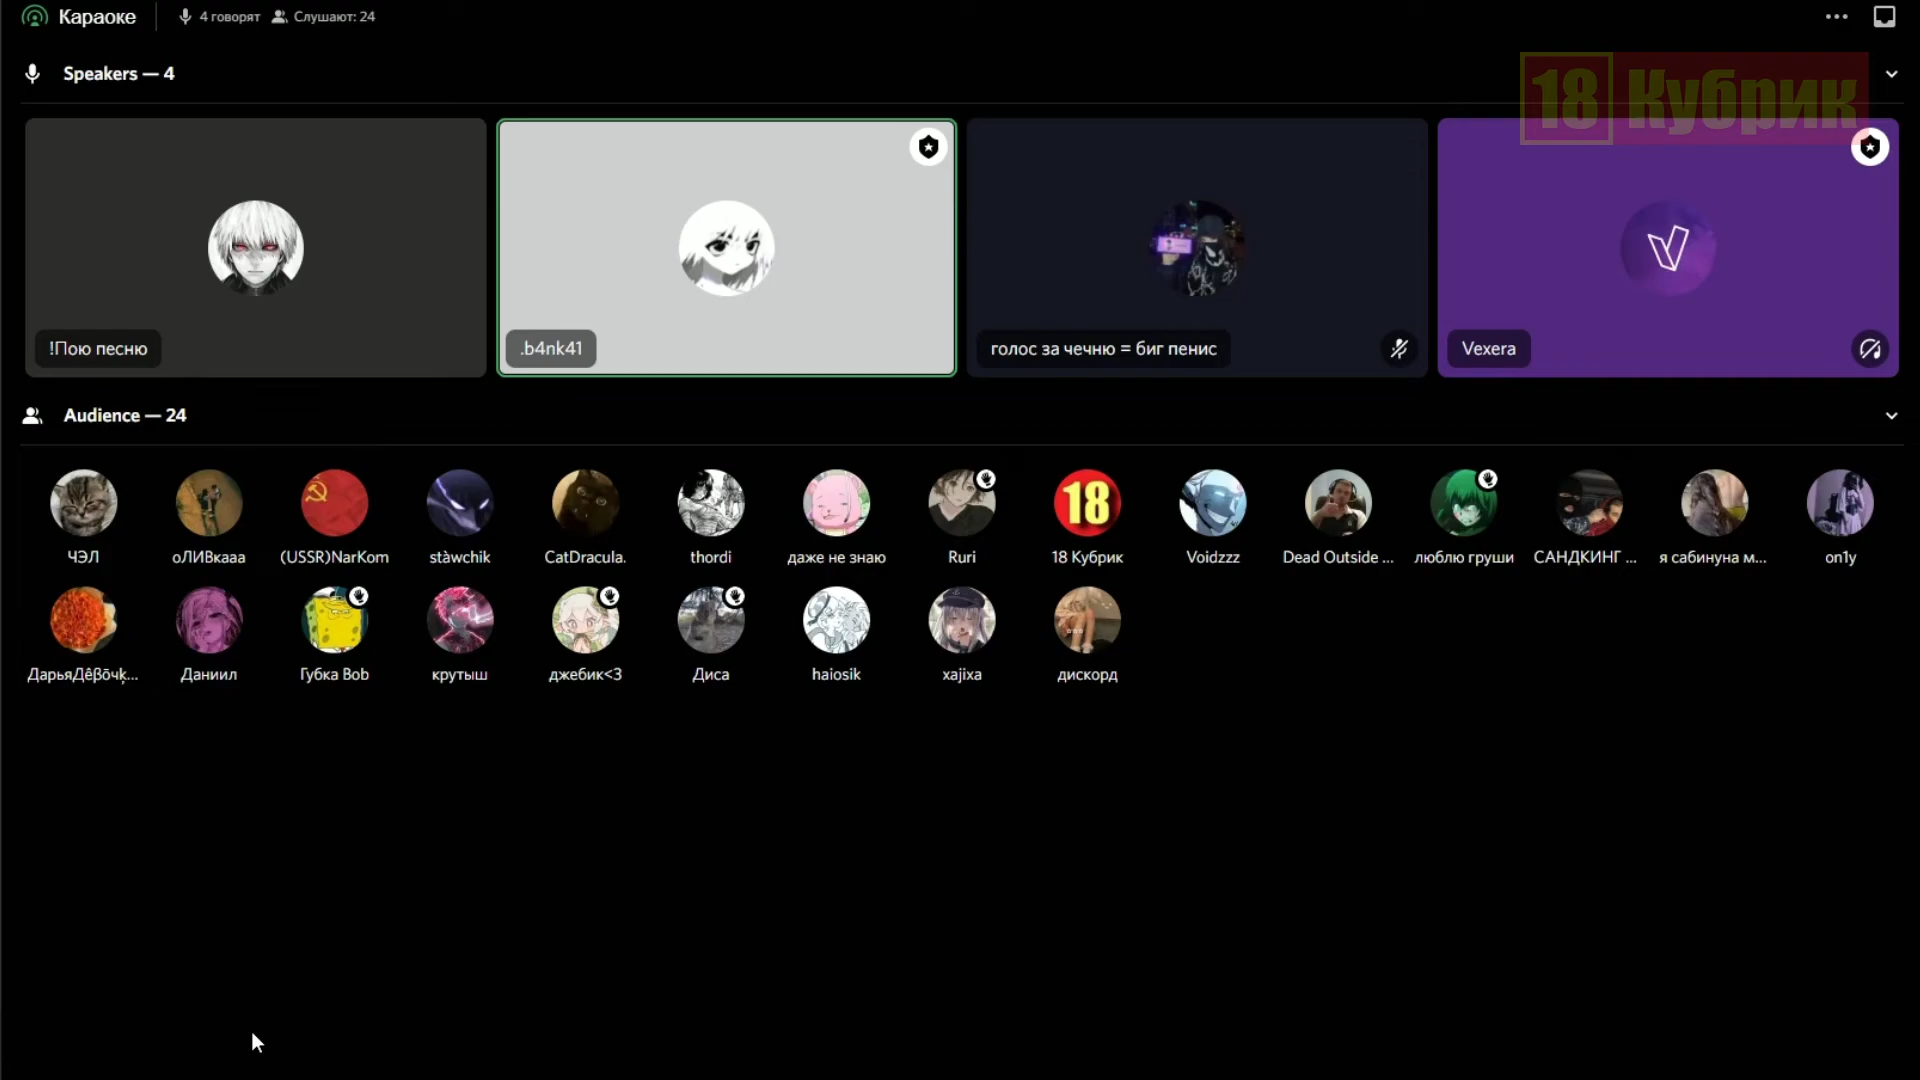 Караоке
4 говорят
Слушают: 24
Speakers — 4
18 Кубрик
!Пою песню
.b4nk41
голос за чечню = биг пенис
Vexera
Audience — 24
ЧЭЛ
оЛИВкааа
(USSR)NarKom
stàwchik
CatDracula.
thordi
даже не знаю
Ruri
18
18 Кубрик
Voidzzz
Dead Outside ...
люблю груши
САНДКИНГ ...
я сабинуна м...
on1y
Даниил
Губка Bob
крутыш
джебик<3
Диса
haiosik
xajixa
дискорд